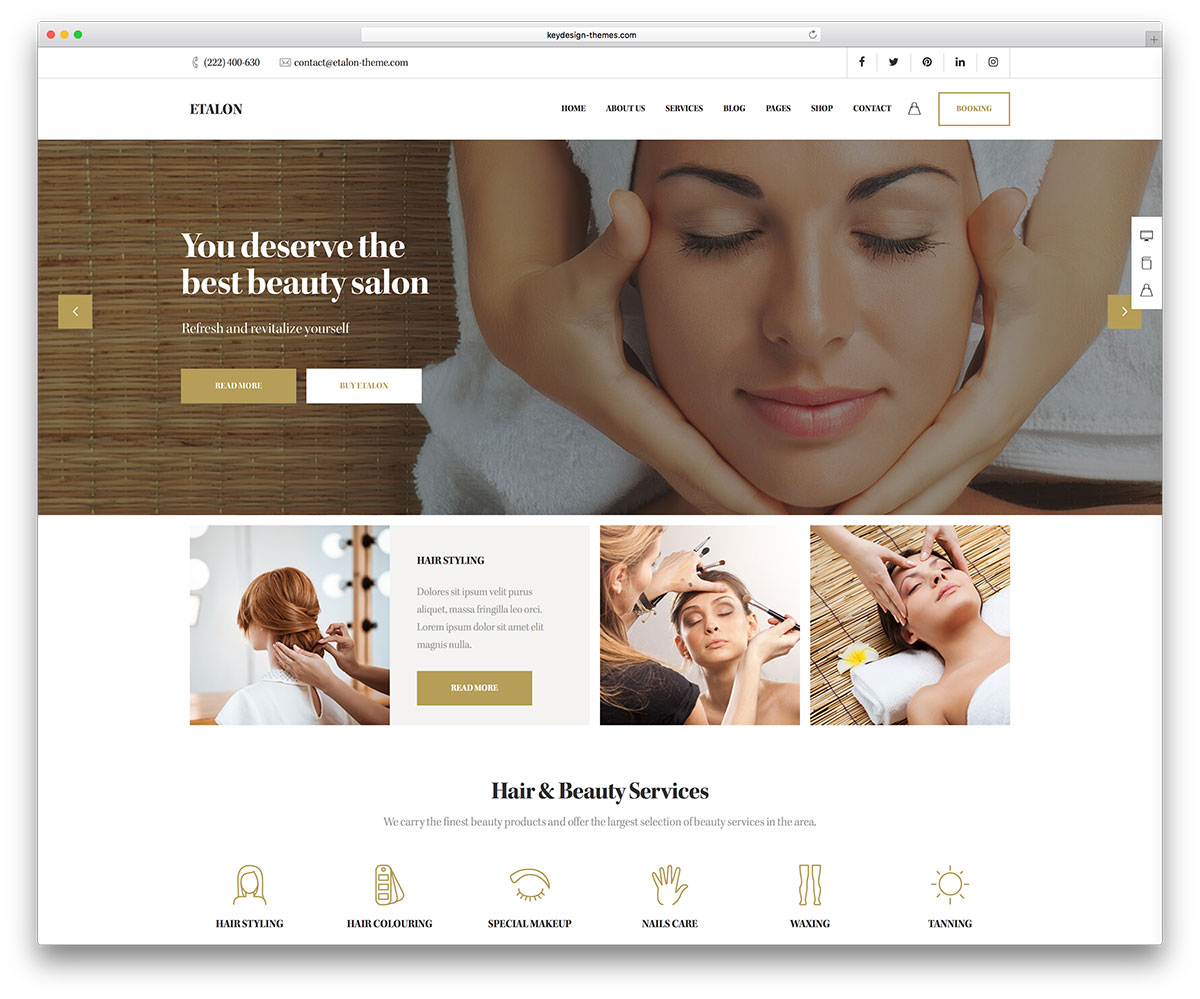 keydesign-themes.com
(222) 400-630
contact@etalon-theme.com
ETALON
HOME
ABOUT US
SERVICES
BLOG
PAGES
SHOP
CONTACT
BOOKING
You deserve the
best beauty salon
Refresh and revitalize yourself
READ MORE
BUY ETALON
HAIR STYLING
Dolores sit ipsum velit purus
aliquet, massa fringilla leo orci.
Lorem ipsum dolor sit amet elit
magnis nulla.
READ MORE
Hair & Beauty Services
We carry the finest beauty products and offer the largest selection of beauty services in the area.
HAIR STYLING
HAIR COLOURING
SPECIAL MAKEUP
NAILS CARE
WAXING
TANNING